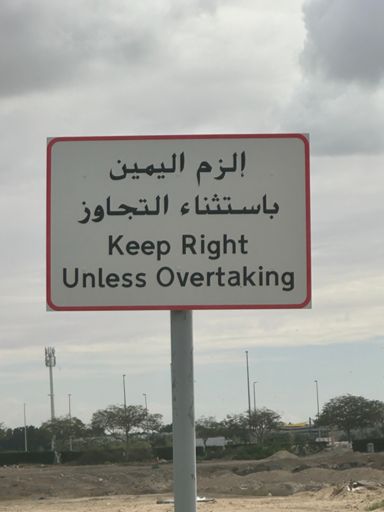 إلزم اليمين
باستثناء التجاوز
Keep Right
Unless Overtaking